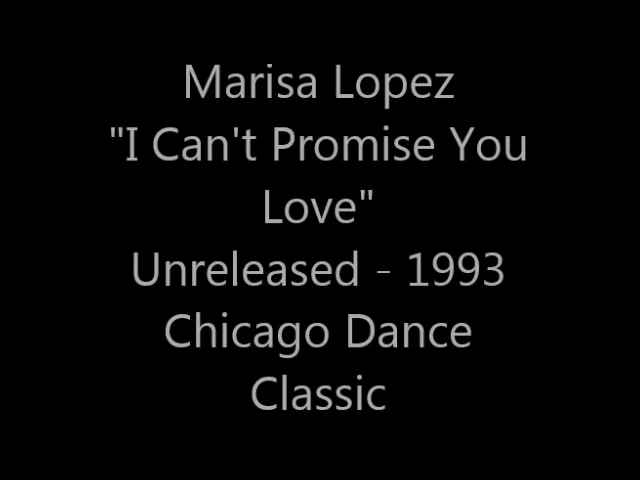 Marisa Lopez
"I Can't Promise You
Love"
Unreleased - 1993
Chicago Dance
Classic